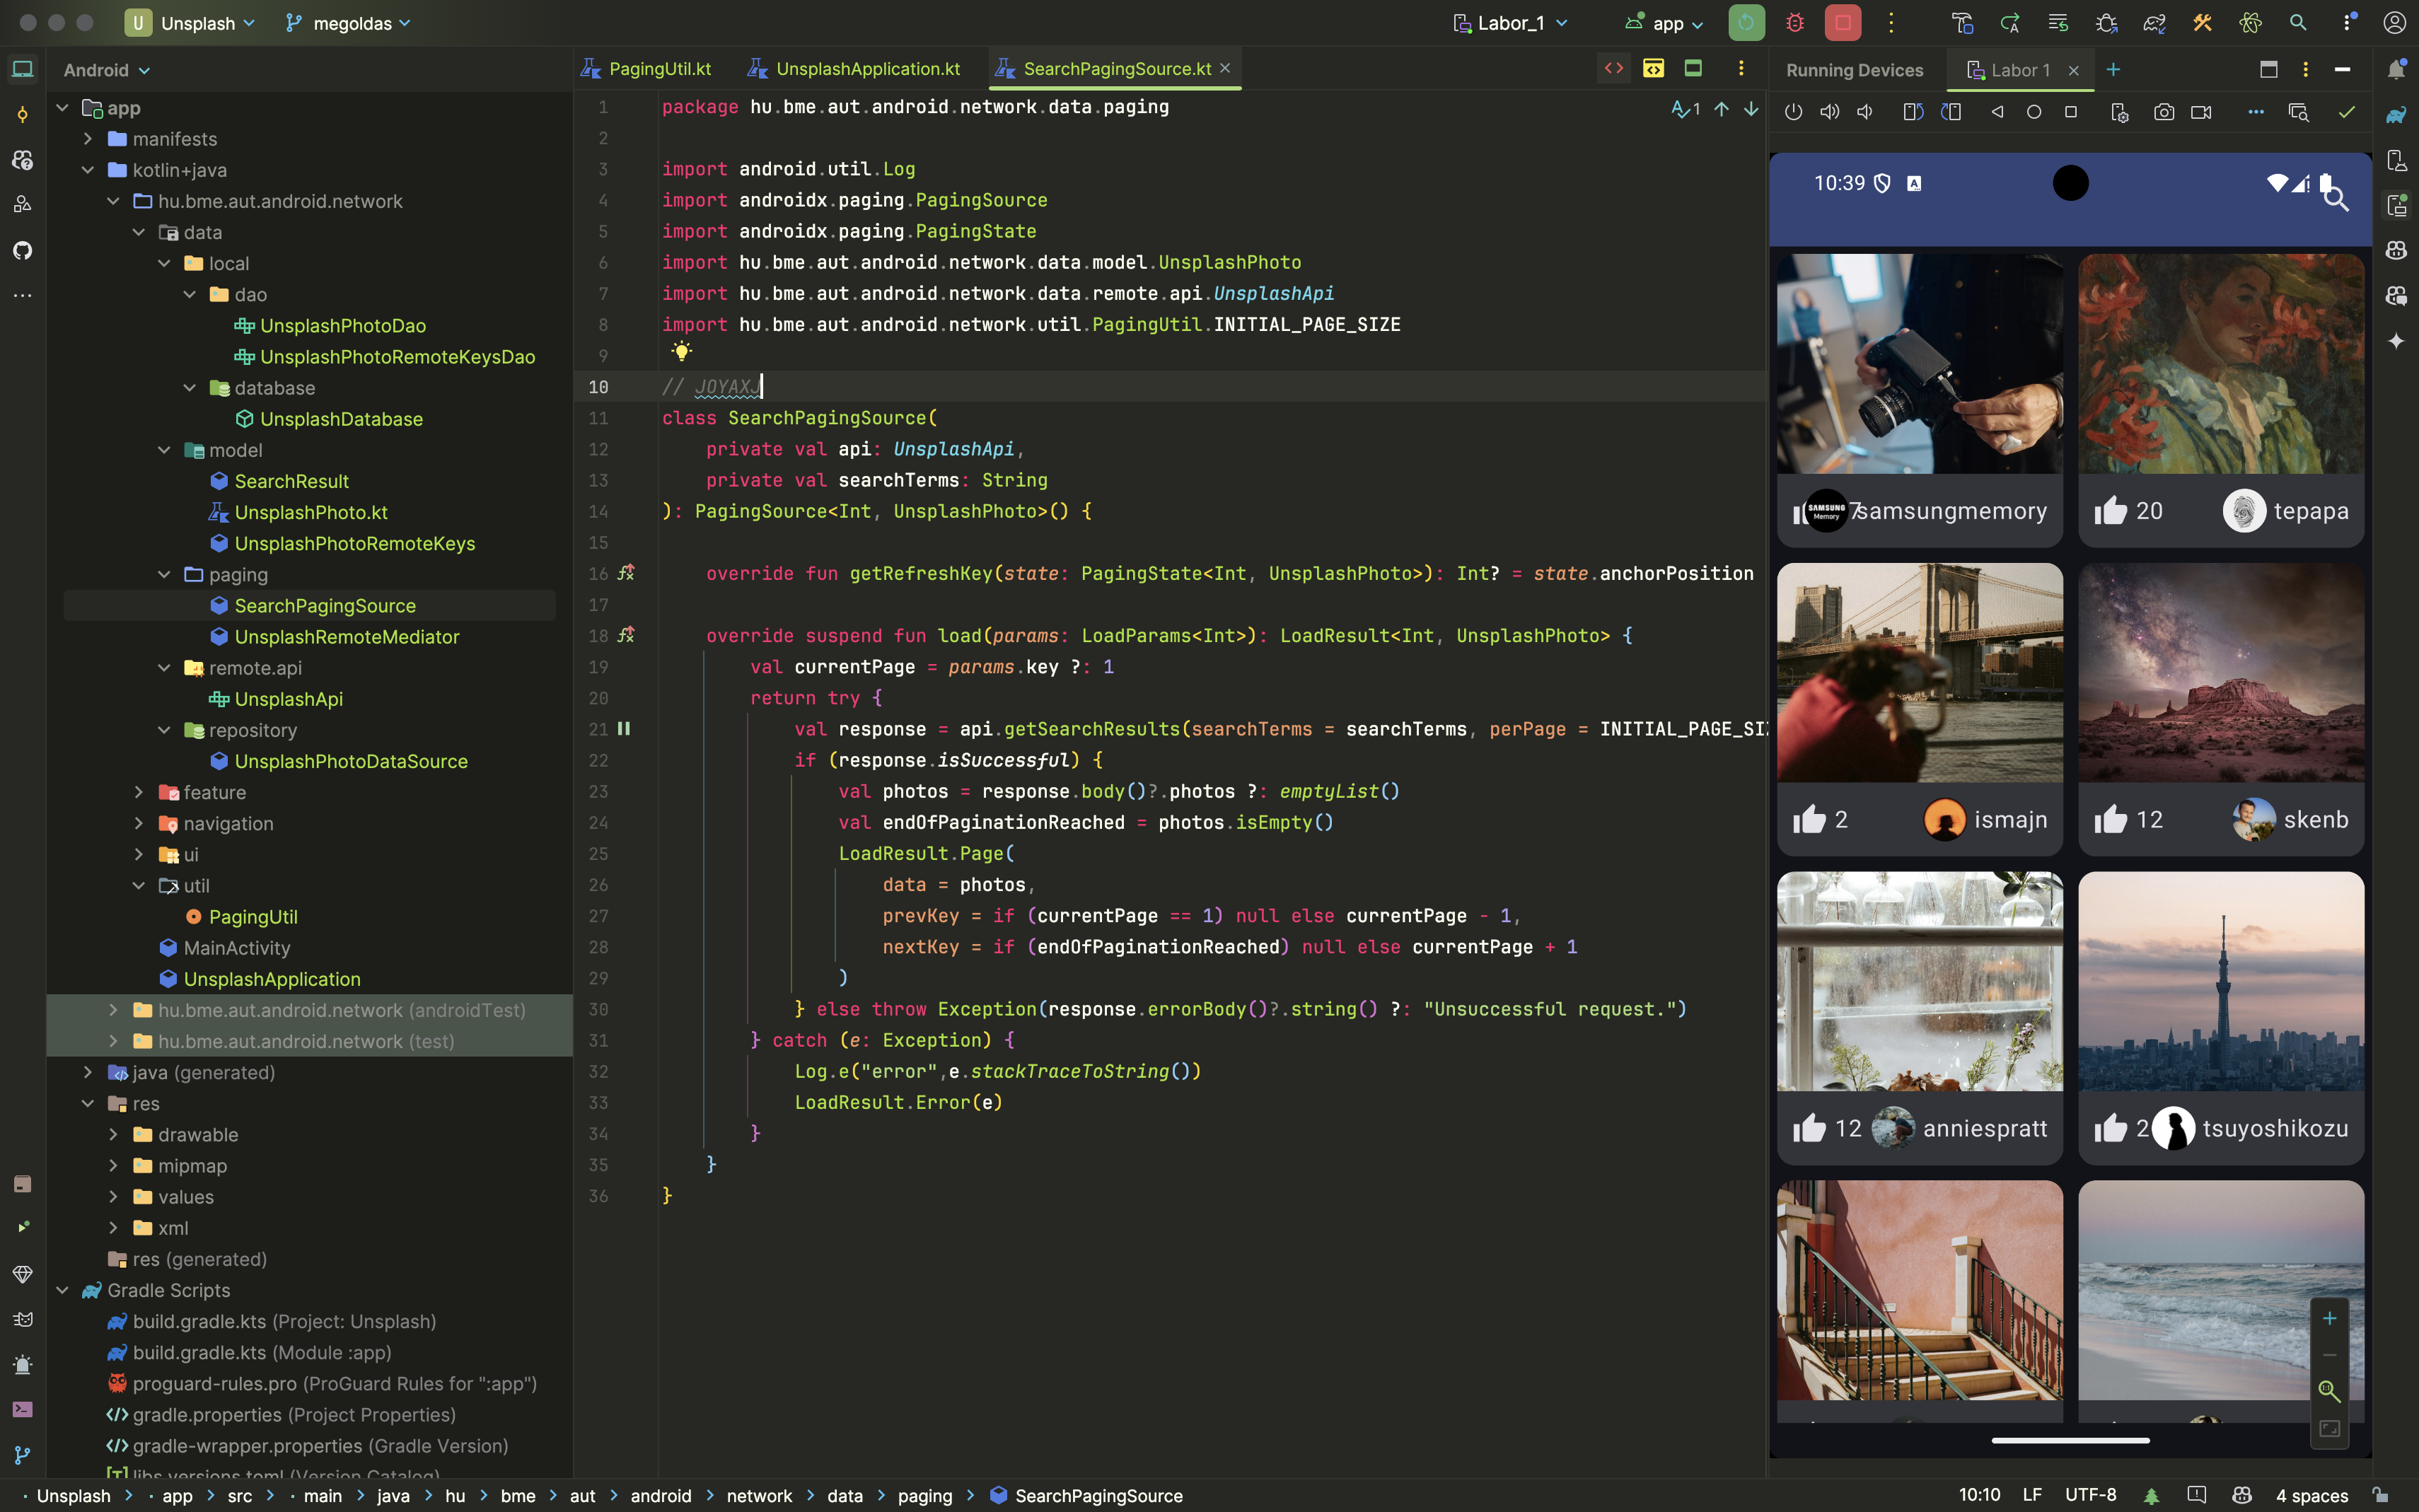 U Unsplash megoldas Labor_1 app
Android
app
manifests
kotlin+java
hu.bme.aut.android.network
data
local
dao
UnsplashPhotoDao
UnsplashPhotoRemoteKeysDao
database
UnsplashDatabase
model
SearchResult
UnsplashPhoto.kt
UnsplashPhotoRemoteKeys
paging
SearchPagingSource
UnsplashRemoteMediator
remote.api
UnsplashApi
repository
UnsplashPhotoDataSource
feature
navigation
ui
util
PagingUtil
MainActivity
UnsplashApplication
hu.bme.aut.android.network (androidTest)
hu.bme.aut.android.network (test)
java (generated)
res
drawable
mipmap
values
xml
res (generated)
Gradle Scripts
build.gradle.kts (Project: Unsplash)
build.gradle.kts (Module :app)
proguard-rules.pro (ProGuard Rules for ":app")
gradle.properties (Project Properties)
gradle-wrapper.properties (Gradle Version)
libs.versions.toml (Version Catalog)
PagingUtil.kt UnsplashApplication.kt SearchPagingSource.kt
1
1 package hu.bme.aut.android.network.data.paging
2
3 import android.util.Log
4 import androidx.paging.PagingSource
5 import androidx.paging.PagingState
6 import hu.bme.aut.android.network.data.model.UnsplashPhoto
7 import hu.bme.aut.android.network.data.remote.api.UnsplashApi
8 import hu.bme.aut.android.network.util.PagingUtil.INITIAL_PAGE_SIZE
9
10 // JOYAXJ
11 class SearchPagingSource(
12 private val api: UnsplashApi,
13 private val searchTerms: String
14 ): PagingSource<Int, UnsplashPhoto>() {
15
16 override fun getRefreshKey(state: PagingState<Int, UnsplashPhoto>): Int? = state.anchorPosition
17
18 override suspend fun load(params: LoadParams<Int>): LoadResult<Int, UnsplashPhoto> {
19 val currentPage = params.key ?: 1
20 return try {
21 val response = api.getSearchResults(searchTerms = searchTerms, perPage = INITIAL_PAGE_SI
22 if (response.isSuccessful) {
23 val photos = response.body()?.photos ?: emptyList()
24 val endOfPaginationReached = photos.isEmpty()
25 LoadResult.Page(
26 data = photos,
27 prevKey = if (currentPage == 1) null else currentPage - 1,
28 nextKey = if (endOfPaginationReached) null else currentPage + 1
29 )
30 } else throw Exception(response.errorBody()?.string() ?: "Unsuccessful request.")
31 } catch (e: Exception) {
32 Log.e("error",e.stackTraceToString())
33 LoadResult.Error(e)
34 }
35 }
36 }
Running Devices Labor 1
10:39 A
SAMSUNG Memory 7 samsungmemory
20 tepapa
2 ismajn
12 skenb
12 anniespratt
2 tsuyoshikozu
1:1
Unsplash app src main java hu bme aut android network data paging SearchPagingSource
10:10 LF UTF-8 4 spaces